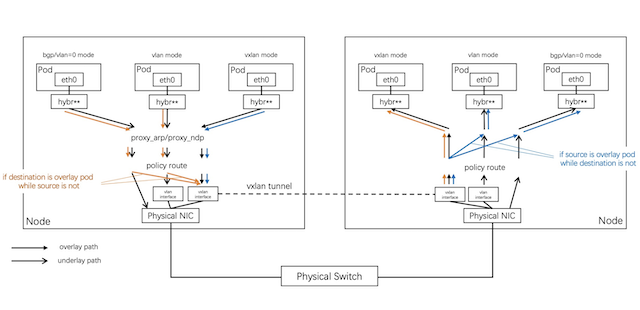 bgp/vlan=0 mode
vlan mode
vxlan mode
Pod
eth0
Pod
eth0
Pod
eth0
hybr**
hybr**
hybr**
proxy_arp/proxy_ndp
policy route
if destination is overlay pod
while source is not
vlan
interface
vxlan
interface
Physical NIC
Node
vxlan tunnel
vxlan mode
vlan mode
bgp/vlan=0 mode
Pod
eth0
Pod
eth0
Pod
eth0
hybr**
hybr**
hybr**
if source is overlay pod
while destination is not
policy route
vxlan
interface
vlan
interface
Physical NIC
Node
overlay path
underlay path
Physical Switch